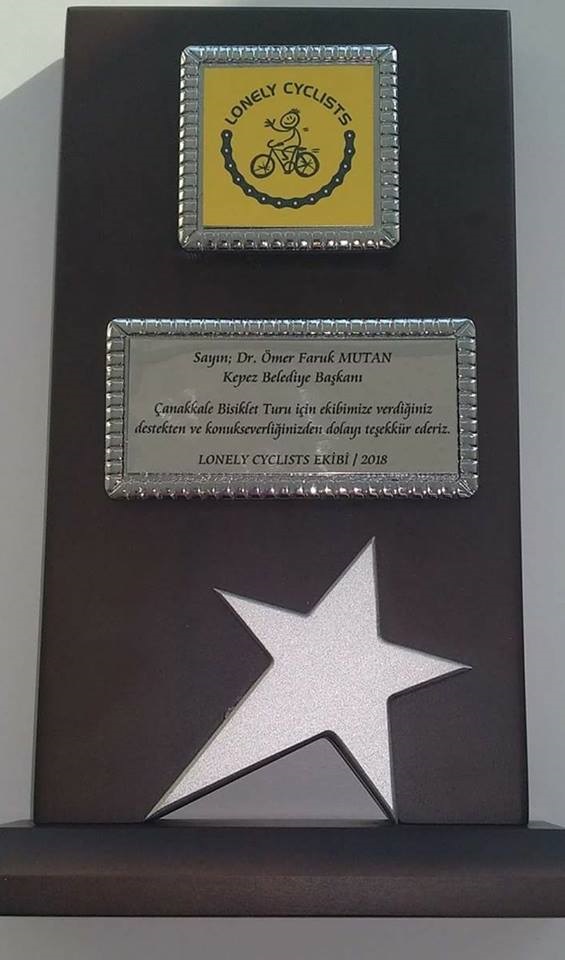 LONELY CYCLISTS
Sayın; Dr. Ömer Faruk MUTAN
Kepez Belediye Başkanı
Çanakkale Bisiklet Turu için ekibimize verdiğiniz
destekten ve konukseverliğinizden dolayı teşekkür ederiz.
LONELY CYCLISTS EKİBİ / 2018